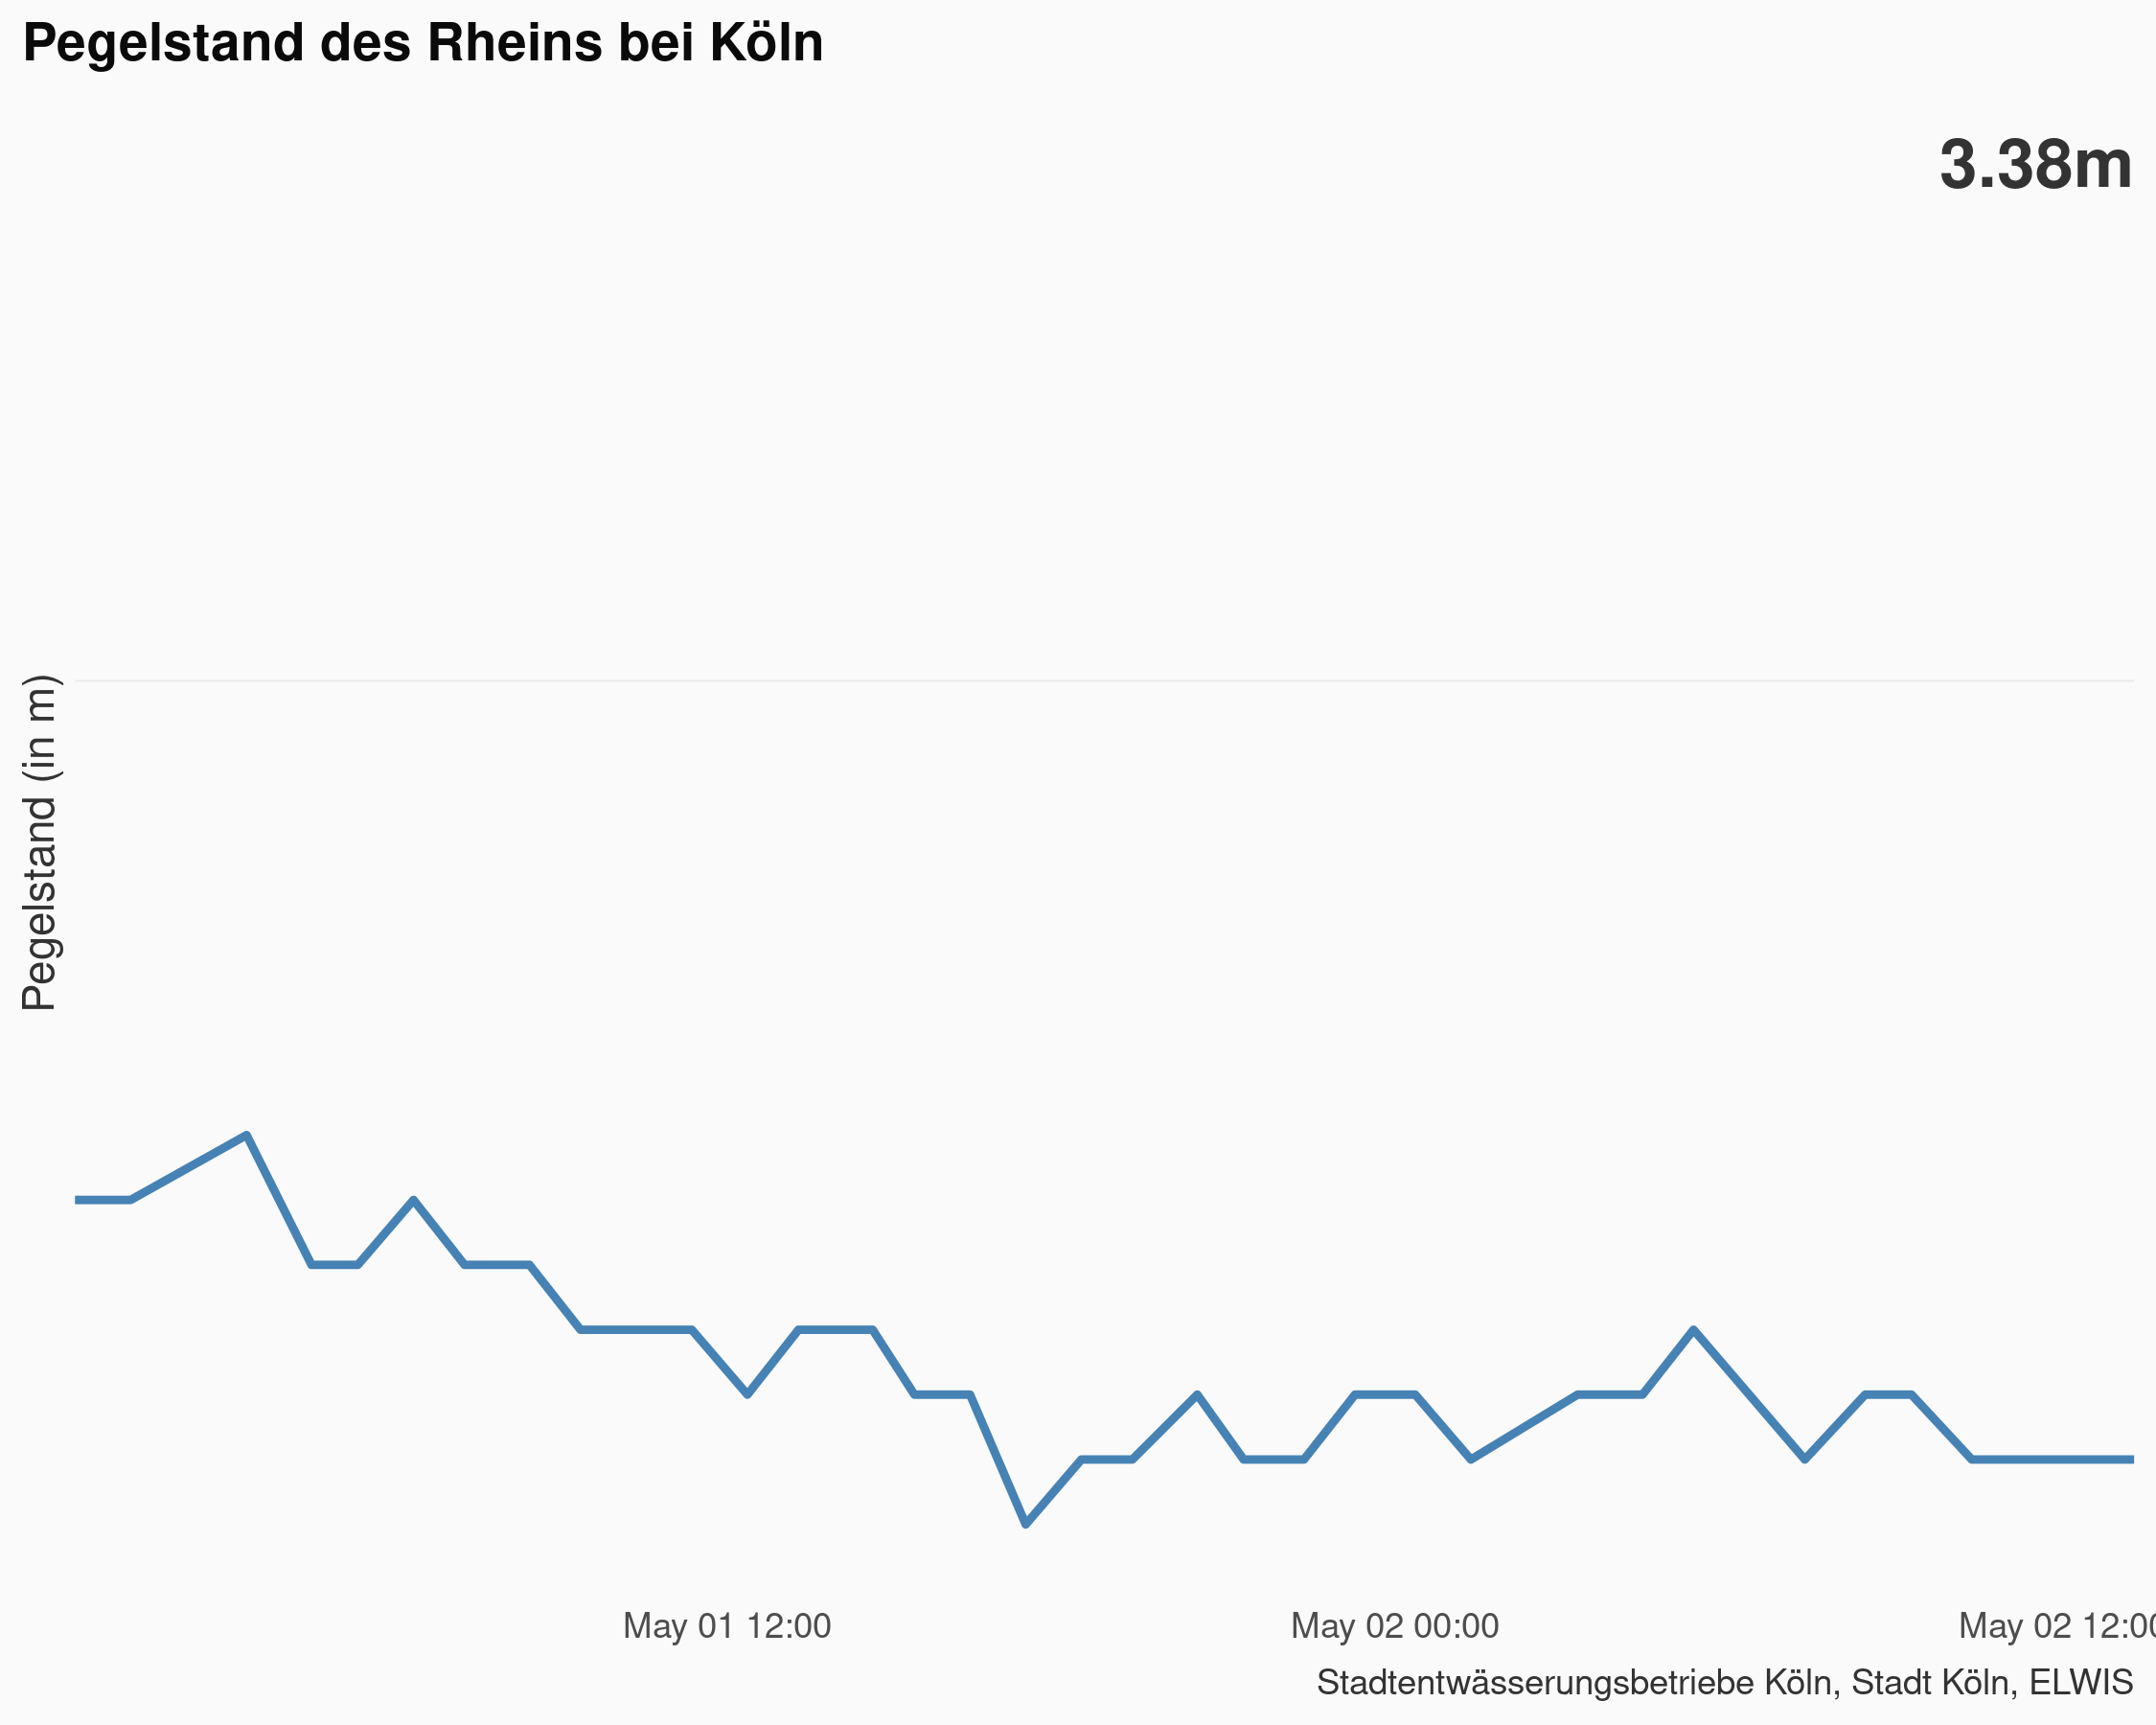 Pegelstand des Rheins bei Köln
3.38m
Pegelstand (in m)
May 01 12:00
May 02 00:00
May 02 12:00
Stadtentwässerungsbetriebe Köln, Stadt Köln, ELWIS